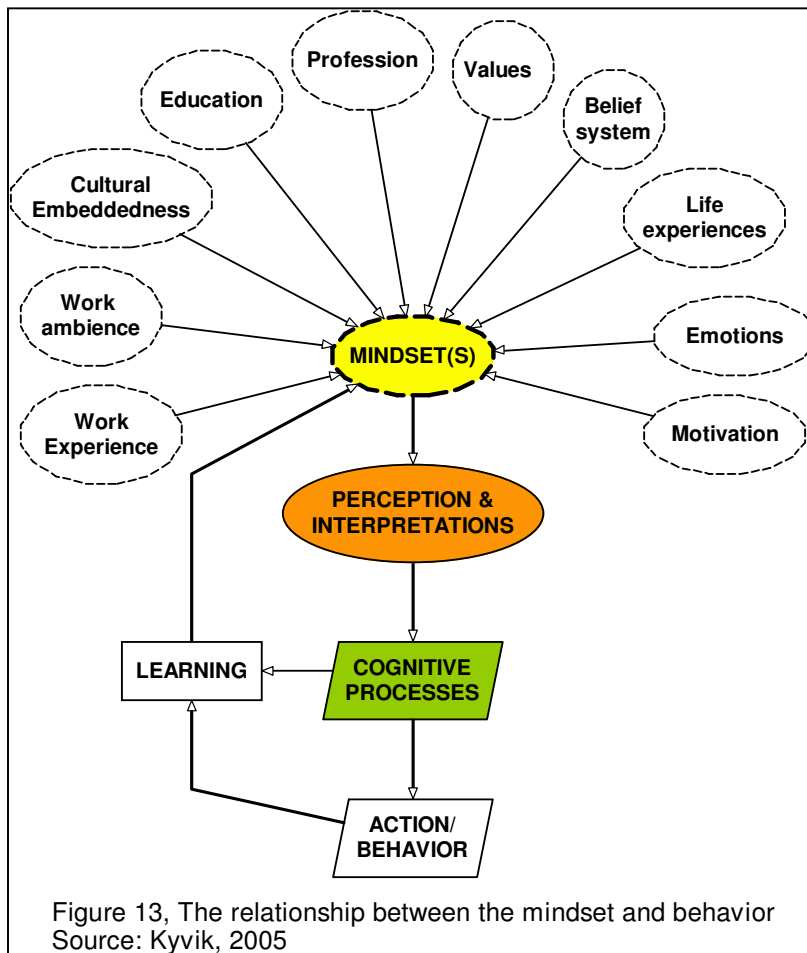 Profession
Values
Education
Belief
system
Cultural
Embeddedness
Life
experiences
Work
ambience
Emotions
MINDSET(S)
Work
Experience
Motivation
PERCEPTION &
INTERPRETATIONS
LEARNING
COGNITIVE
PROCESSES
ACTION/
BEHAVIOR
Figure 13, The relationship between the mindset and behavior
Source: Kyvik, 2005